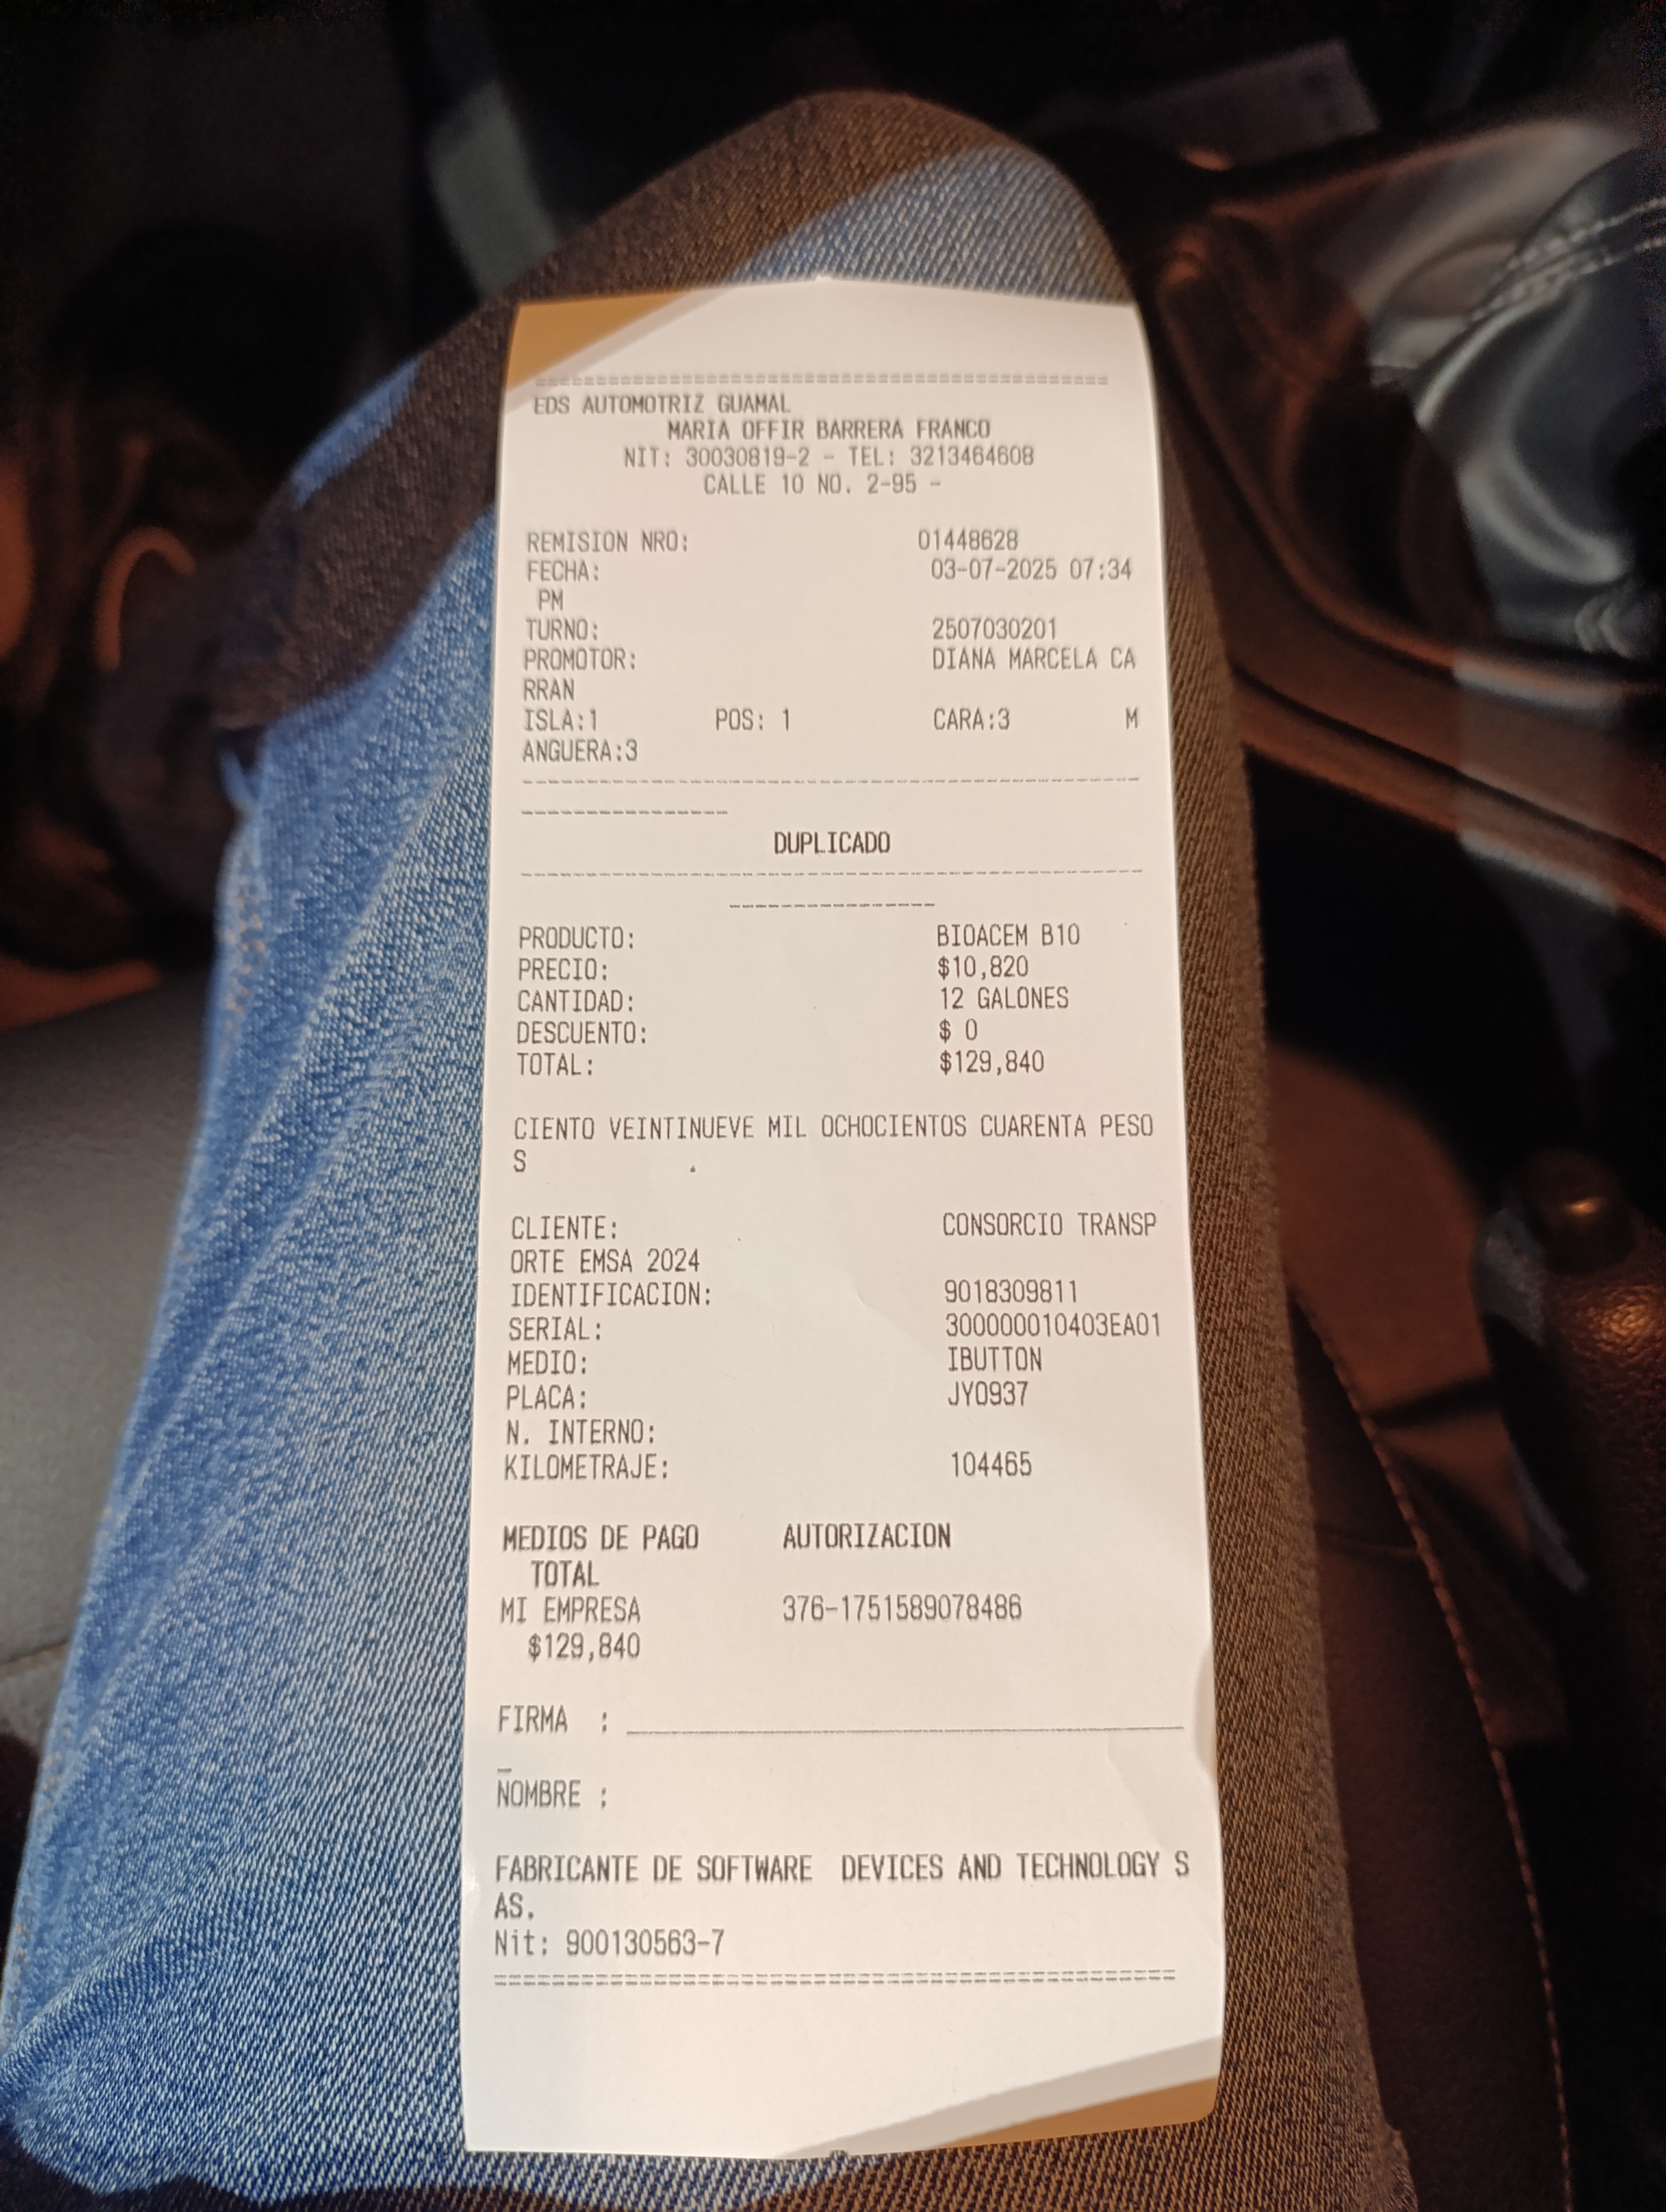 ==============================================
EDS AUTOMOTRIZ GUAMAL
MARIA OFFIR BARRERA FRANCO
NIT: 30030819-2 - TEL: 3213464608
CALLE 10 NO. 2-95 -
REMISION NRO: 01448628
FECHA: 03-07-2025 07:34
PM
TURNO: 2507030201
PROMOTOR: DIANA MARCELA CA
RRAN
ISLA:1 POS: 1 CARA:3 M
ANGUERA:3
DUPLICADO
PRODUCTO: BIOACEM B10
PRECIO: $10,820
CANTIDAD: 12 GALONES
DESCUENTO: $ 0
TOTAL: $129,840
CIENTO VEINTINUEVE MIL OCHOCIENTOS CUARENTA PESO
S
CLIENTE: CONSORCIO TRANSP
ORTE EMSA 2024
IDENTIFICACION: 9018309811
SERIAL: 300000010403EA01
MEDIO: IBUTTON
PLACA: JYO937
N. INTERNO:
KILOMETRAJE: 104465
MEDIOS DE PAGO AUTORIZACION
TOTAL
MI EMPRESA 376-1751589078486
$129,840
FIRMA :
NOMBRE :
FABRICANTE DE SOFTWARE DEVICES AND TECHNOLOGY S
AS.
Nit: 900130563-7
==============================================